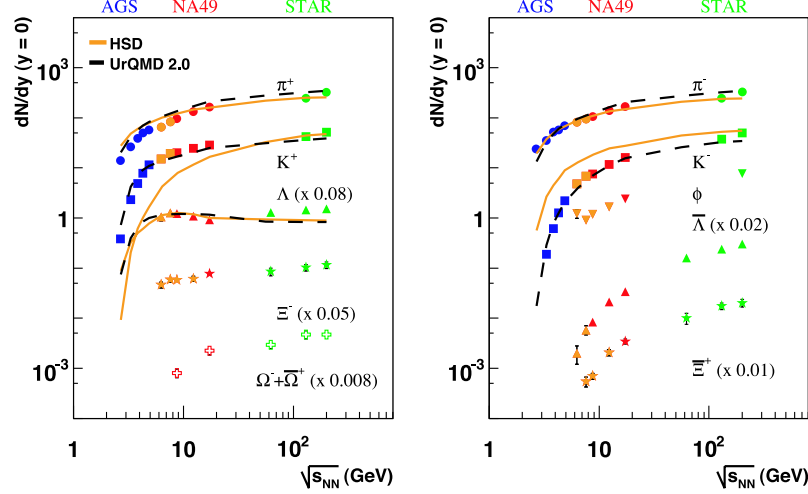 AGS NA49 STAR
dN/dy (y = 0)
HSD
UrQMD 2.0
π⁺
K⁺
Λ (x 0.08)
Ξ⁻ (x 0.05)
Ω⁻+Ω̅⁺ (x 0.008)
10³
1
10⁻³
1 10 10²
√s_NN (GeV)
AGS NA49 STAR
dN/dy (y = 0)
π⁻
K⁻
ϕ
Λ̅ (x 0.02)
Ξ̅⁺ (x 0.01)
10³
1
10⁻³
1 10 10²
√s_NN (GeV)